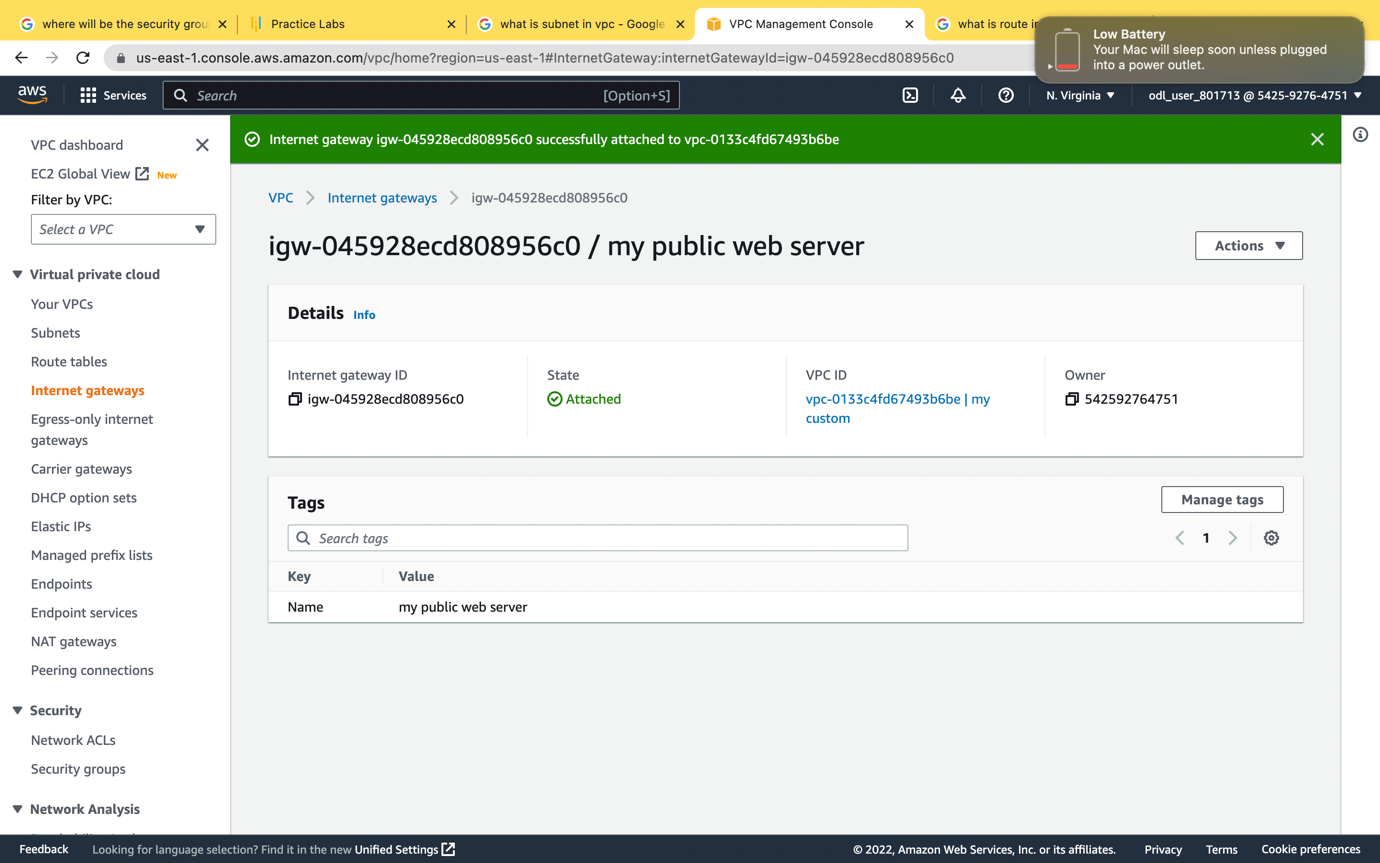 where will be the security grou
Practice Labs
what is subnet in vpc - Google
VPC Management Console
what is route in
Low Battery
Your Mac will sleep soon unless plugged
into a power outlet.
us-east-1.console.aws.amazon.com/vpc/home?region=us-east-1#InternetGateway:internetGatewayId=igw-045928ecd808956c0
aws
Services
Search
[Option+S]
N. Virginia
odl_user_801713 @ 5425-9276-4751
VPC dashboard
EC2 Global View New
Filter by VPC:
Select a VPC
Virtual private cloud
Your VPCs
Subnets
Route tables
Internet gateways
Egress-only internet
gateways
Carrier gateways
DHCP option sets
Elastic IPs
Managed prefix lists
Endpoints
Endpoint services
NAT gateways
Peering connections
Security
Network ACLs
Security groups
Network Analysis
Internet gateway igw-045928ecd808956c0 successfully attached to vpc-0133c4fd67493b6be
VPC
Internet gateways
igw-045928ecd808956c0
igw-045928ecd808956c0 / my public web server
Actions
Details Info
Internet gateway ID
igw-045928ecd808956c0
State
Attached
VPC ID
vpc-0133c4fd67493b6be | my
custom
Owner
542592764751
Tags
Manage tags
Search tags
1
Key
Value
Name
my public web server
Feedback
Looking for language selection? Find it in the new Unified Settings
© 2022, Amazon Web Services, Inc. or its affiliates.
Privacy
Terms
Cookie preferences